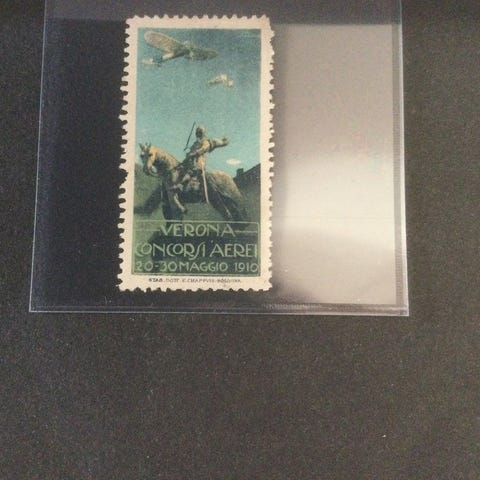 VERONA
CONCORSI AEREI
20-30 MAGGIO 1910
STAB. DOTT. E. CHAPPUIS-BOLOGNA